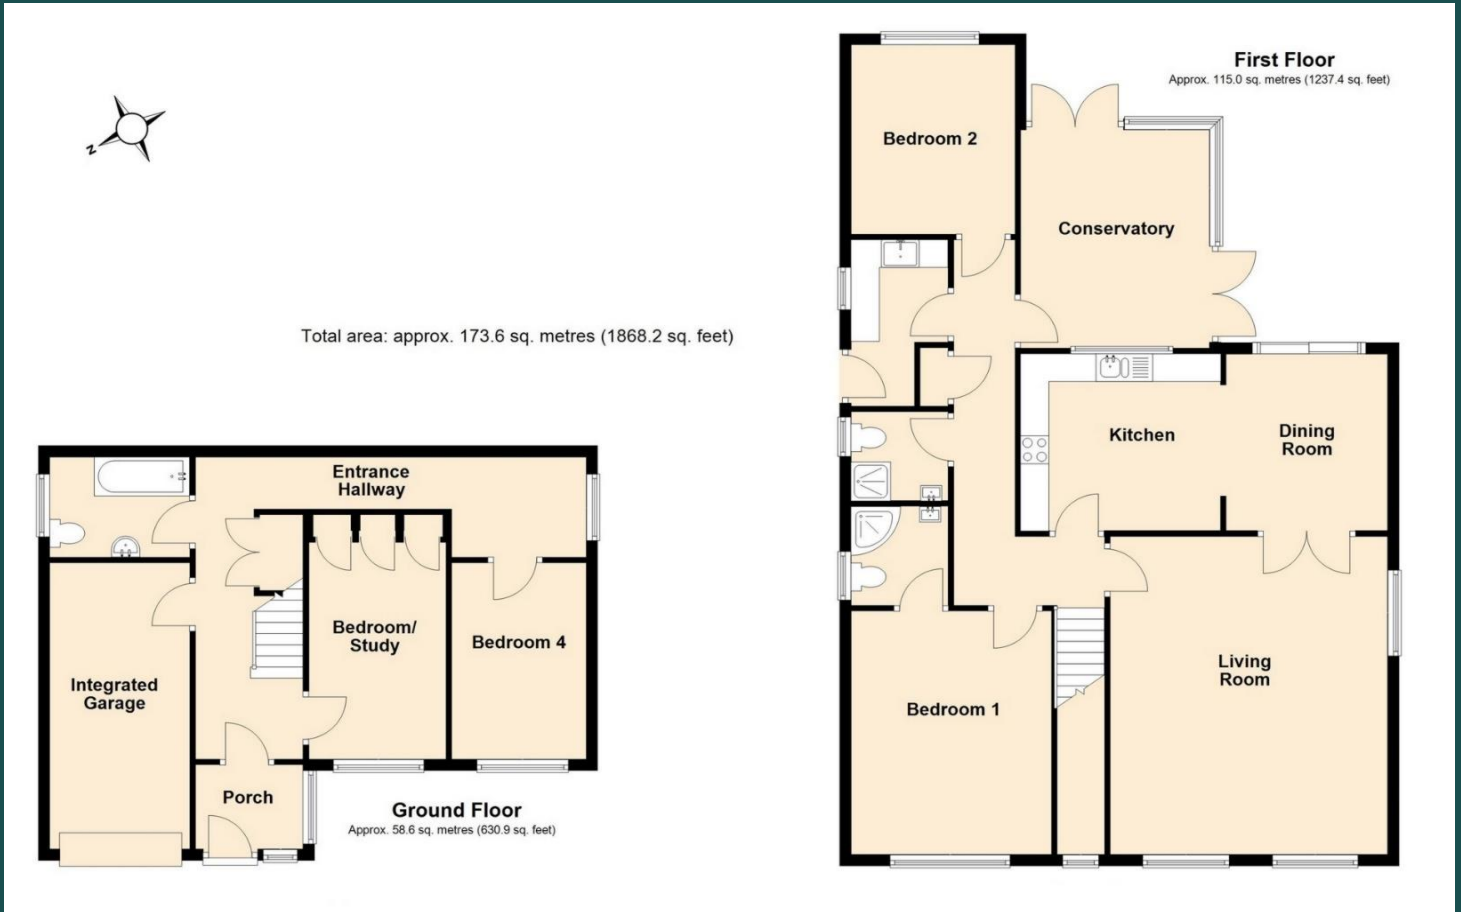 First Floor
Approx. 115.0 sq. metres (1237.4 sq. feet)
Bedroom 2
Conservatory
N
Total area: approx. 173.6 sq. metres (1868.2 sq. feet)
Kitchen
Dining
Room
Living
Room
Bedroom 1
Entrance
Hallway
Bedroom/
Study
Bedroom 4
Integrated
Garage
Porch
Ground Floor
Approx. 58.6 sq. metres (630.9 sq. feet)